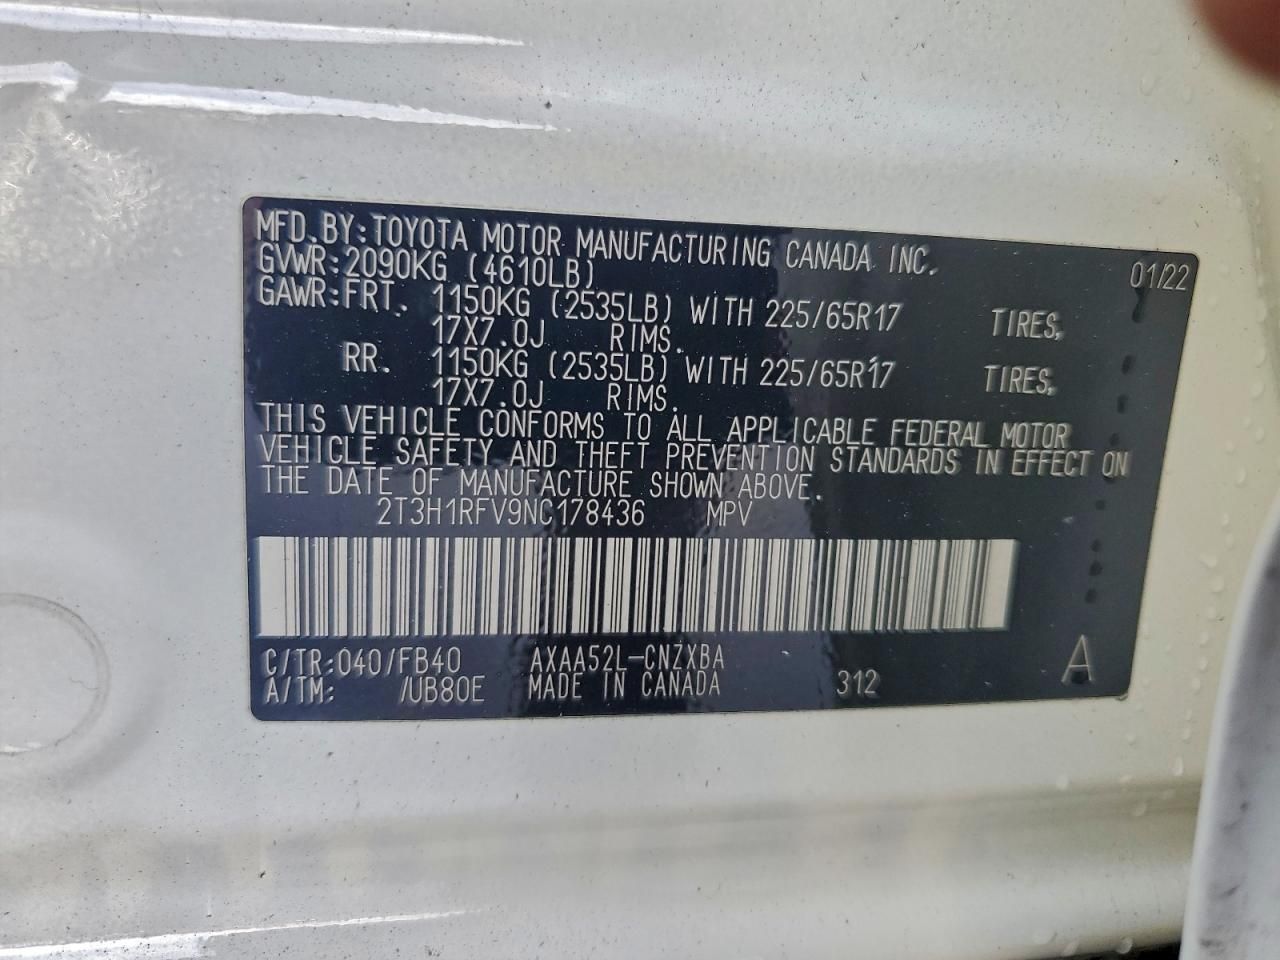 MFD.BY:TOYOTA MOTOR MANUFACTURING CANADA INC. 01/22
GVWR:2090KG (4610LB)
GAWR:FRT. 1150KG (2535LB) WITH 225/65R17 TIRES,
17X7.0J RIMS.
RR. 1150KG (2535LB) WITH 225/65R17 TIRES,
17X7.0J RIMS.
THIS VEHICLE CONFORMS TO ALL APPLICABLE FEDERAL MOTOR
VEHICLE SAFETY AND THEFT PREVENTION STANDARDS IN EFFECT ON
THE DATE OF MANUFACTURE SHOWN ABOVE.
2T3H1RFV9NC178436 MPV
C/TR:040/FB40 AXAA52L-CNZXBA A
A/TM: /UB80E MADE IN CANADA 312